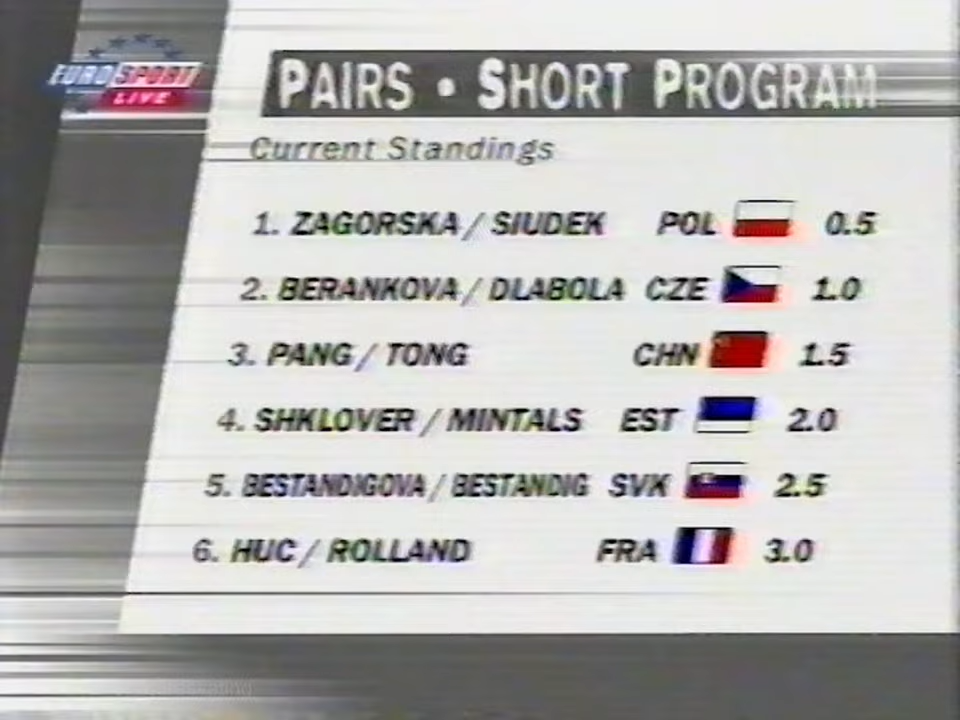 EUROSPORT
LIVE
PAIRS • SHORT PROGRAM
Current Standings
1. ZAGORSKA / SIUDEK POL 0.5
2. BERANKOVA / DLABOLA CZE 1.0
3. PANG / TONG CHN 1.5
4. SHKLOVER / MINTALS EST 2.0
5. BESTANDIGOVA / BESTANDIG SVK 2.5
6. HUC / ROLLAND FRA 3.0